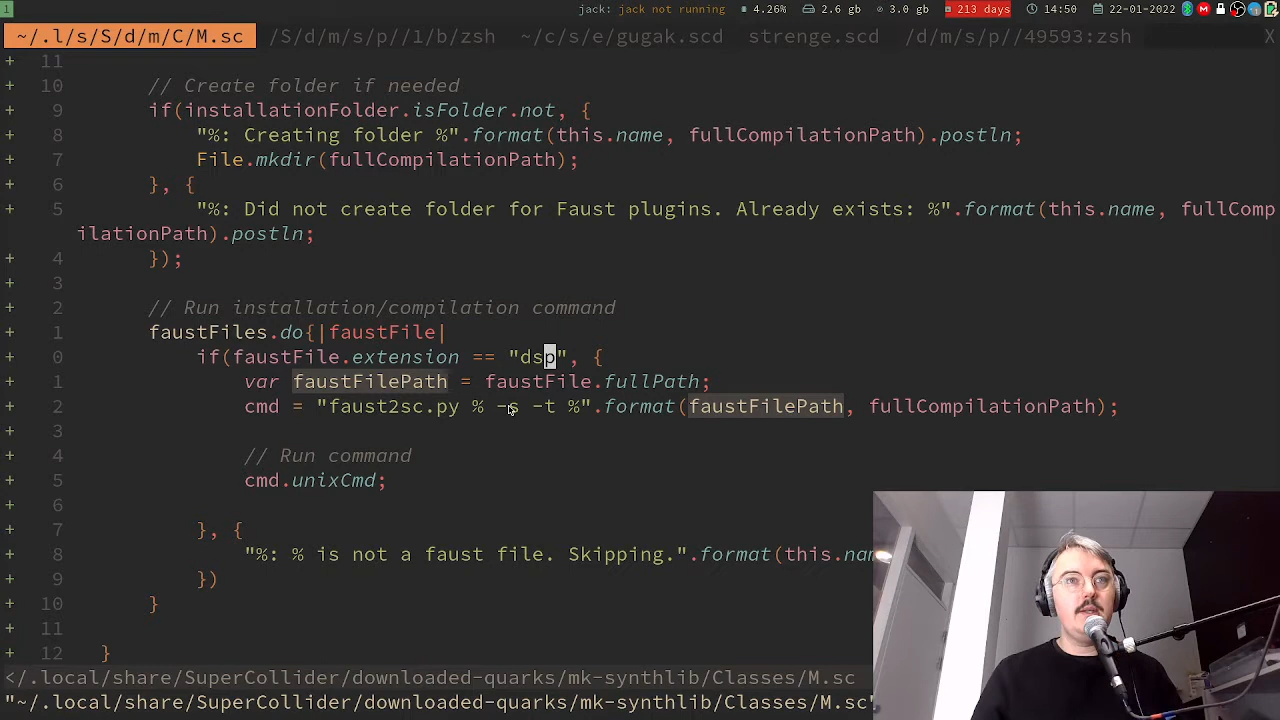 1 jack: jack not running 4.26% 2.6 gb 3.0 gb 213 days 14:50 22-01-2022
~/.l/s/S/d/m/C/M.sc /S/d/m/s/p//l/b/zsh ~/c/s/e/gugak.scd strenge.scd /d/m/s/p//49593:zsh X
+ 11
+ 10 // Create folder if needed
+ 9 if(installationFolder.isFolder.not, {
+ 8 "%: Creating folder %".format(this.name, fullCompilationPath).postln;
+ 7 File.mkdir(fullCompilationPath);
+ 6 }, {
+ 5 "%: Did not create folder for Faust plugins. Already exists: %".format(this.name, fullComp
ilationPath).postln;
+ 4 });
+ 3
+ 2 // Run installation/compilation command
+ 1 faustFiles.do{|faustFile|
+ 0 if(faustFile.extension == "dsp", {
+ 1 var faustFilePath = faustFile.fullPath;
+ 2 cmd = "faust2sc.py % -s -t %".format(faustFilePath, fullCompilationPath);
+ 3
+ 4 // Run command
+ 5 cmd.unixCmd;
+ 6
+ 7 }, {
+ 8 "%: % is not a faust file. Skipping.".format(this.nam
+ 9 })
+ 10 }
+ 11
+ 12 }
</.local/share/SuperCollider/downloaded-quarks/mk-synthlib/Classes/M.sc
"~/.local/share/SuperCollider/downloaded-quarks/mk-synthlib/Classes/M.sc"